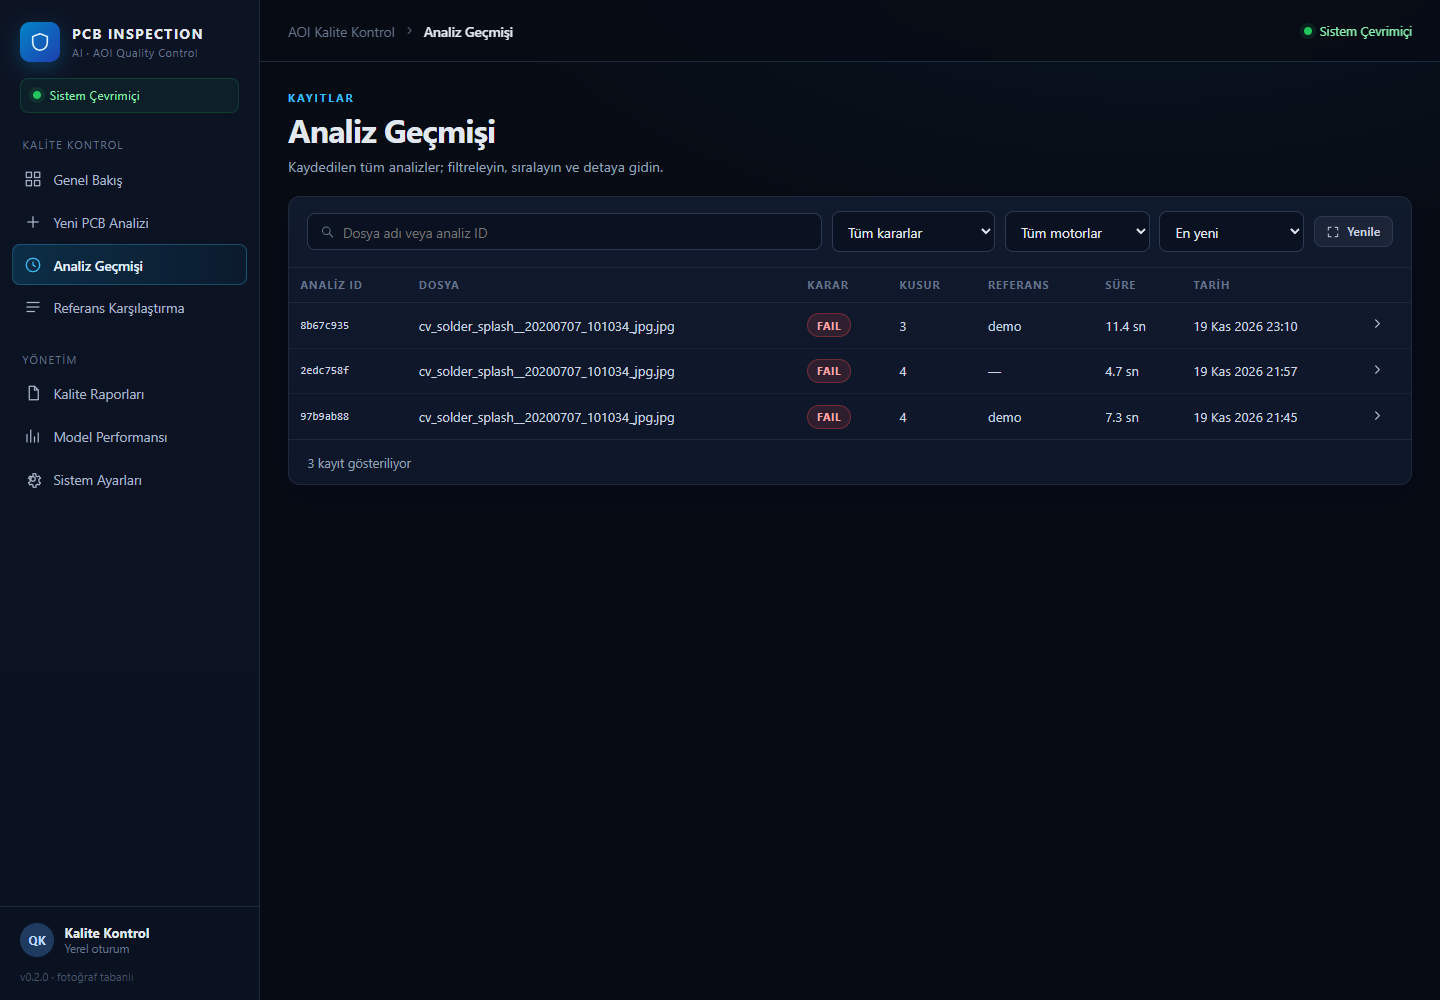 PCB INSPECTION
AI · AOI Quality Control
Sistem Çevrimiçi
KALİTE KONTROL
Genel Bakış
Yeni PCB Analizi
Analiz Geçmişi
Referans Karşılaştırma
YÖNETİM
Kalite Raporları
Model Performansı
Sistem Ayarları
QK
Kalite Kontrol
Yerel oturum
v0.2.0 · fotoğraf tabanlı
AOI Kalite Kontrol > Analiz Geçmişi
Sistem Çevrimiçi
KAYITLAR
Analiz Geçmişi
Kaydedilen tüm analizler; filtreleyin, sıralayın ve detaya gidin.
Dosya adı veya analiz ID Tüm kararlar Tüm motorlar En yeni Yenile
ANALİZ ID DOSYA KARAR KUSUR REFERANS SÜRE TARİH
8b67c935 cv_solder_splash__20200707_101034_jpg.jpg FAIL 3 demo 11.4 sn 19 Kas 2026 23:10
2edc758f cv_solder_splash__20200707_101034_jpg.jpg FAIL 4 — 4.7 sn 19 Kas 2026 21:57
97b9ab88 cv_solder_splash__20200707_101034_jpg.jpg FAIL 4 demo 7.3 sn 19 Kas 2026 21:45
3 kayıt gösteriliyor